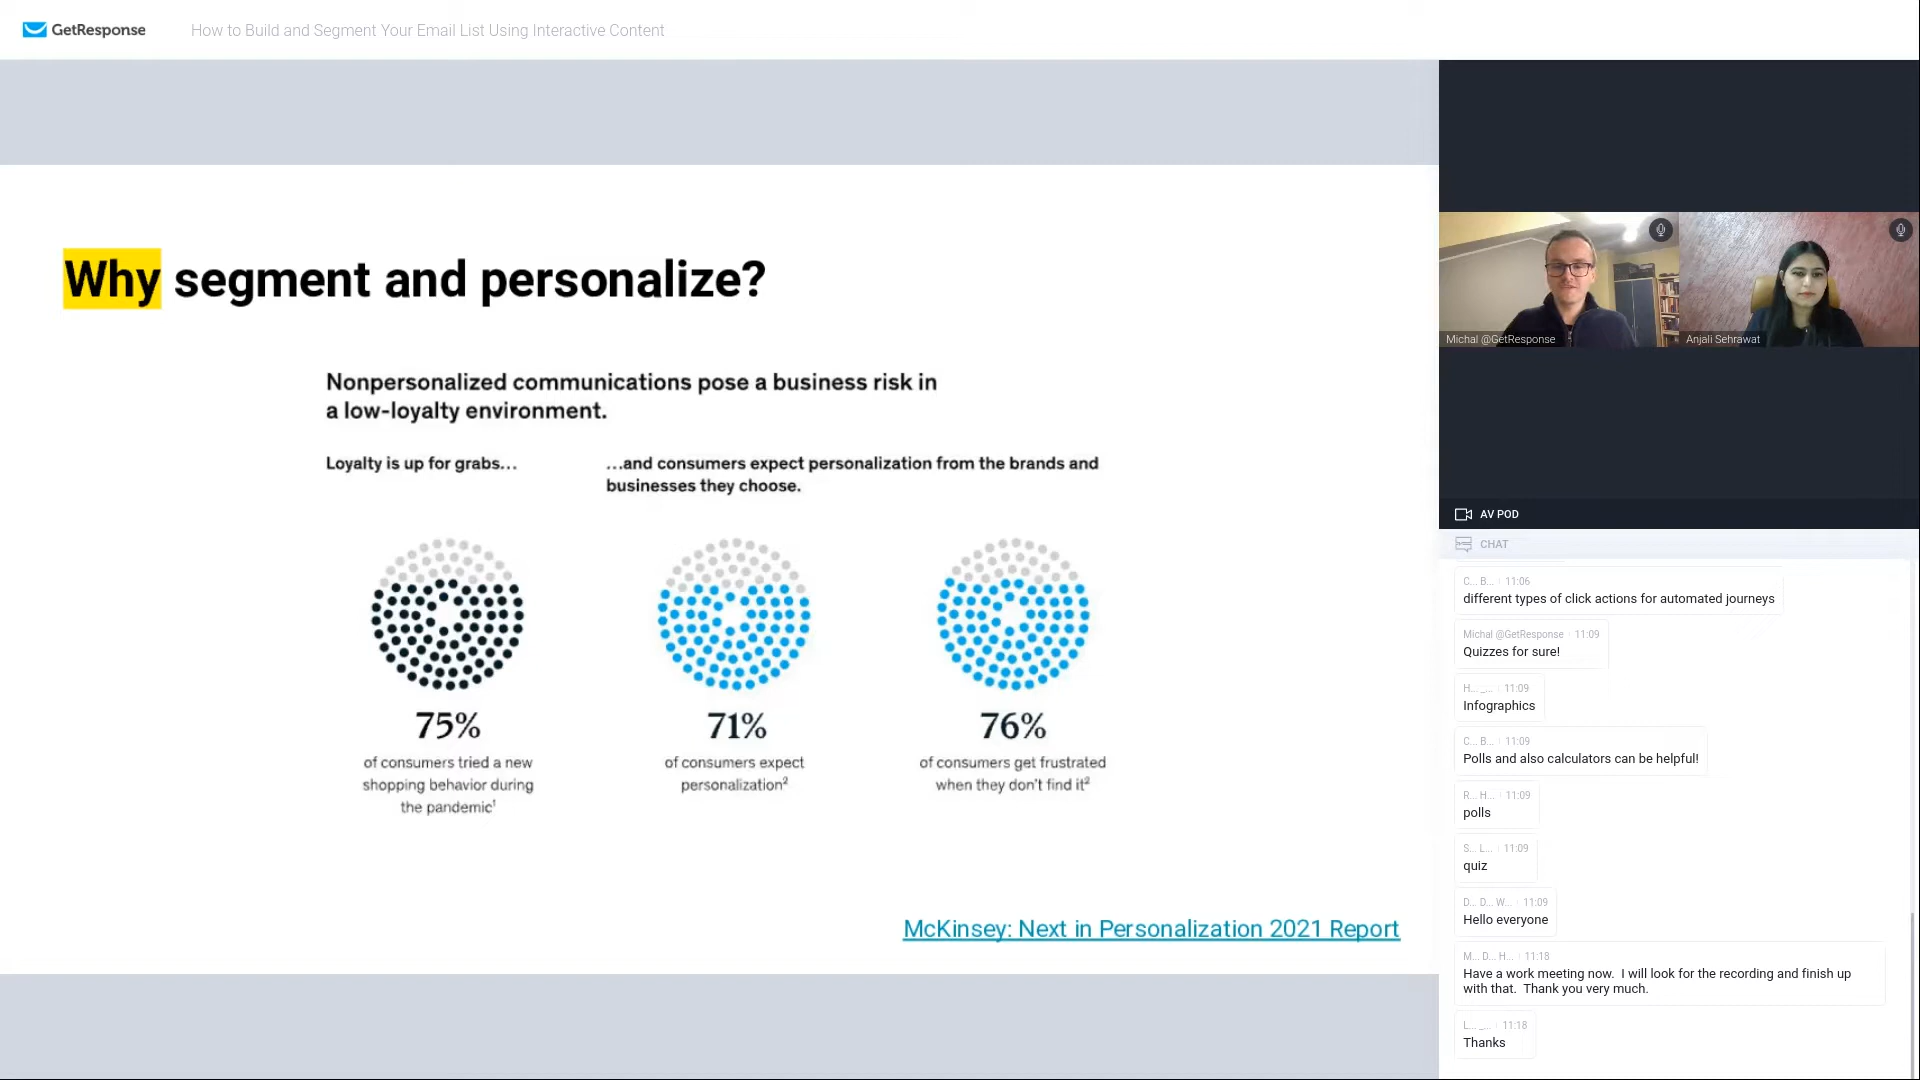 GetResponse
How to Build and Segment Your Email List Using Interactive Content
Why segment and personalize?
Nonpersonalized communications pose a business risk in
a low-loyalty environment.
Loyalty is up for grabs...
...and consumers expect personalization from the brands and
businesses they choose.
75%
of consumers tried a new
shopping behavior during
the pandemic¹
71%
of consumers expect
personalization²
76%
of consumers get frustrated
when they don't find it²
McKinsey: Next in Personalization 2021 Report
Michal @GetResponse
Anjali Sehrawat
AV POD
CHAT
C... B... 11:06
different types of click actions for automated journeys
Michal @GetResponse 11:09
Quizzes for sure!
H... _... 11:09
Infographics
C... B... 11:09
Polls and also calculators can be helpful!
R... H... 11:09
polls
S... L... 11:09
quiz
D... D... W... 11:09
Hello everyone
M... D... H... 11:18
Have a work meeting now.  I will look for the recording and finish up
with that.  Thank you very much.
L... _... 11:18
Thanks